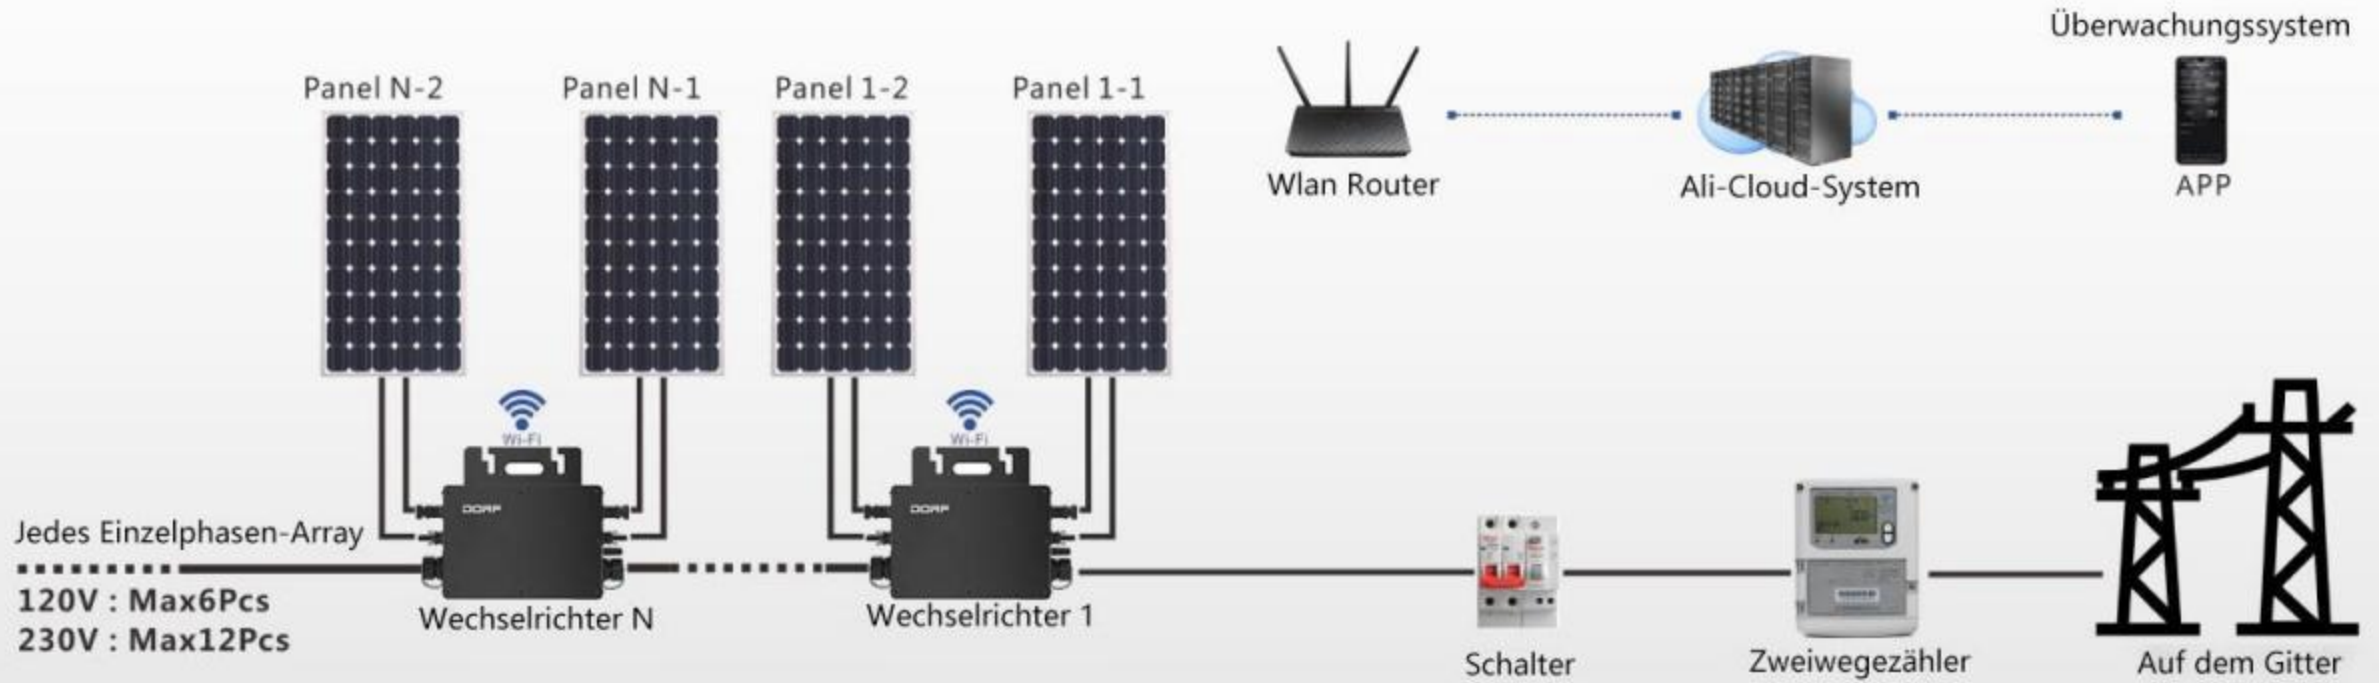 Überwachungssystem
Panel N-2
Panel N-1
Panel 1-2
Panel 1-1
Wlan Router
Ali-Cloud-System
APP
Wi-Fi
Wi-Fi
Jedes Einzelphasen-Array
120V : Max6Pcs
230V : Max12Pcs
Wechselrichter N
Wechselrichter 1
Schalter
Zweiwegezähler
Auf dem Gitter